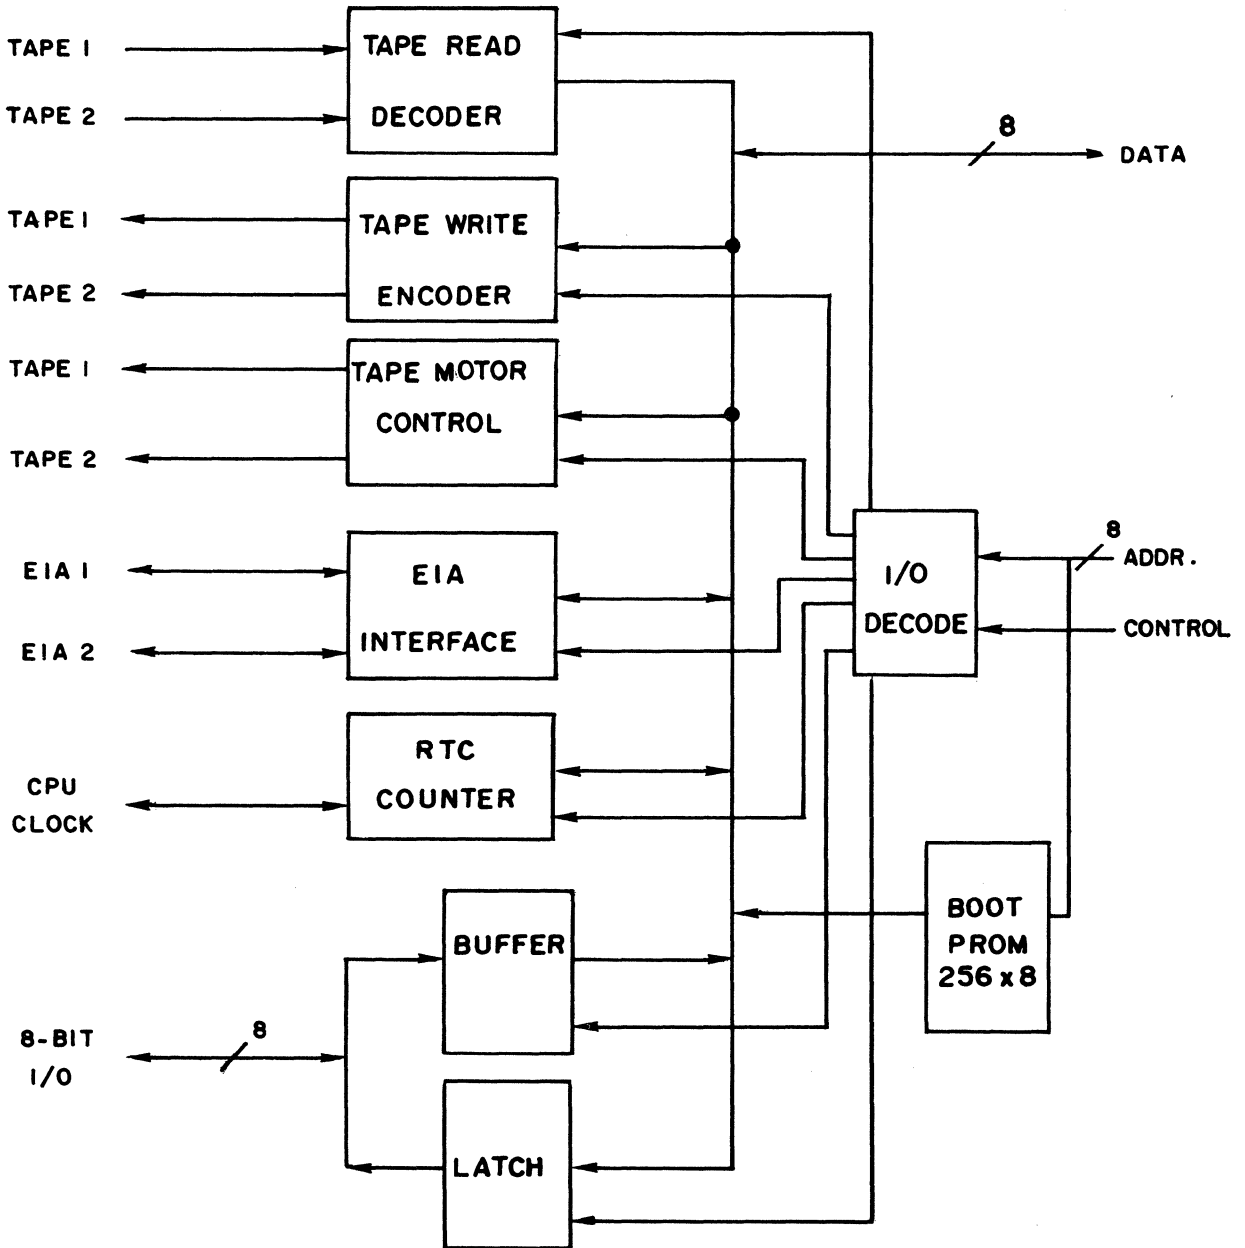 TAPE 1
TAPE 2
TAPE READ
DECODER
8
DATA
TAPE 1
TAPE 2
TAPE WRITE
ENCODER
TAPE 1
TAPE 2
TAPE MOTOR
CONTROL
EIA 1
EIA 2
EIA
INTERFACE
I/O
DECODE
8
ADDR.
CONTROL
CPU
CLOCK
RTC
COUNTER
BOOT
PROM
256 x 8
BUFFER
8-BIT
I/O
8
LATCH